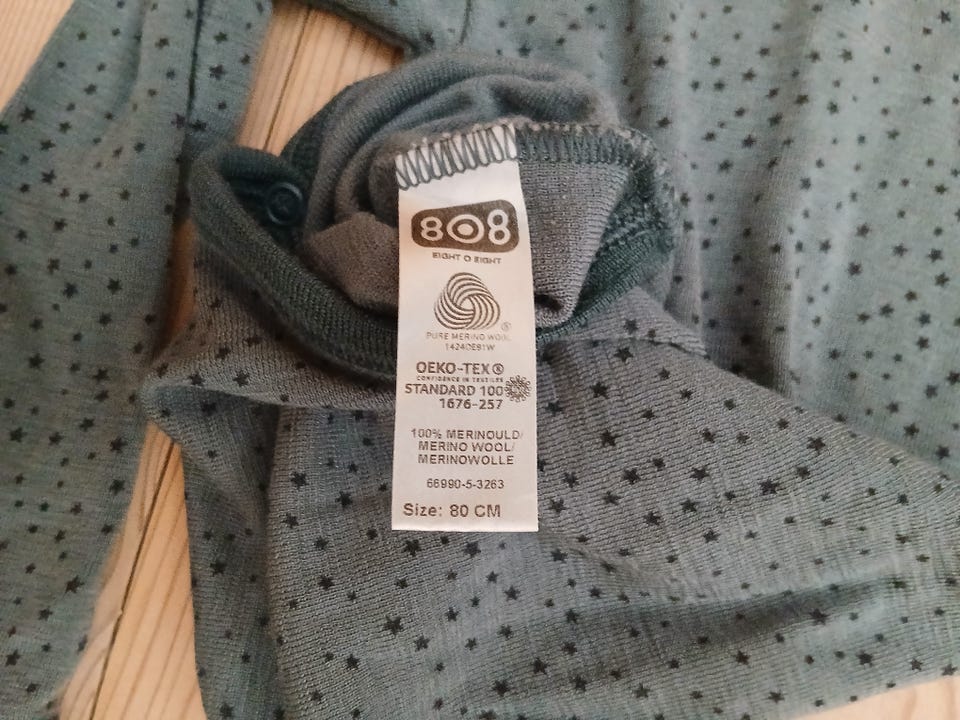 808
EIGHT O EIGHT
PURE MERINO WOOL
1424DE91W
OEKO-TEX®
CONFIDENCE IN TEXTILES
STANDARD 100
1676-257
100% MERINOULD/
MERINO WOOL/
MERINOWOLLE
66990-5-3263
Size: 80 CM